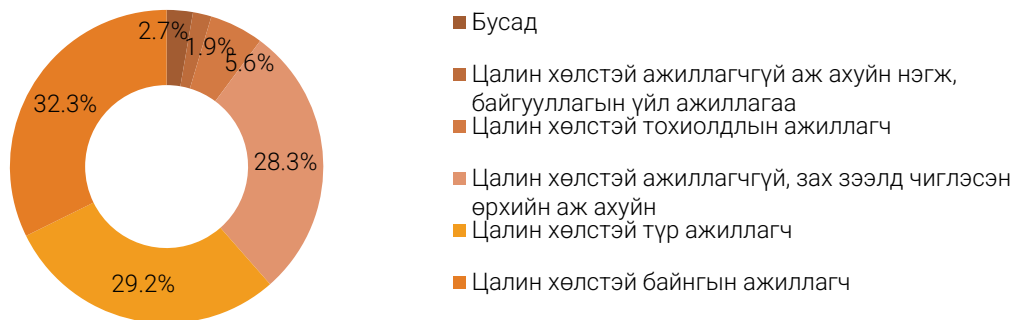 2.7%
1.9%
5.6%
32.3%
28.3%
29.2%
Бусад
Цалин хөлстэй ажиллагчгүй аж ахуйн нэгж,
байгууллагын үйл ажиллагаа
Цалин хөлстэй тохиолдлын ажиллагч
Цалин хөлстэй ажиллагчгүй, зах зээлд чиглэсэн
өрхийн аж ахуйн
Цалин хөлстэй түр ажиллагч
Цалин хөлстэй байнгын ажиллагч